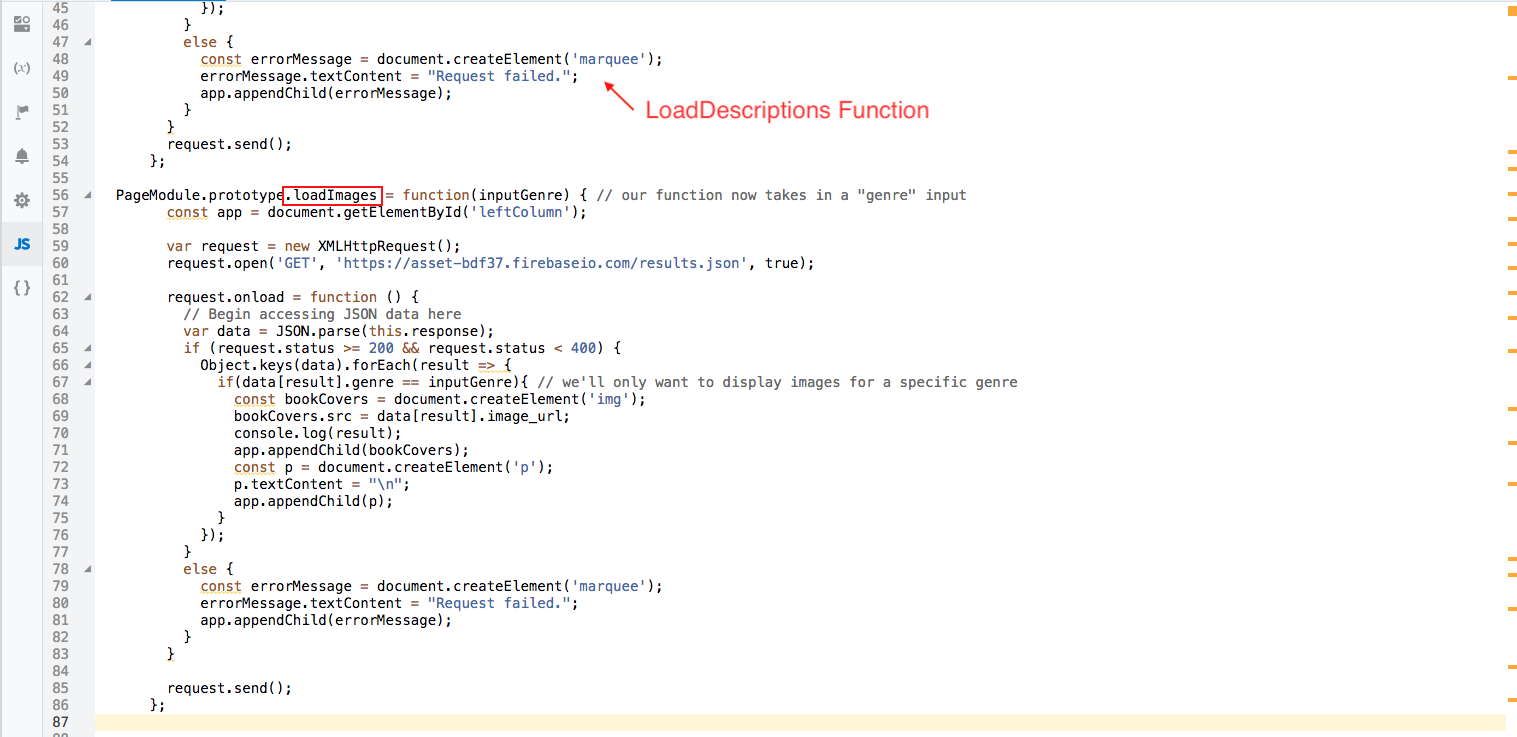 45 });
46 }
47 else {
48 const errorMessage = document.createElement('marquee');
49 errorMessage.textContent = "Request failed.";
50 app.appendChild(errorMessage);
LoadDescriptions Function
51 }
52 }
53 request.send();
54 };
55
56 PageModule.prototype.loadImages = function(inputGenre) { // our function now takes in a "genre" input
57 const app = document.getElementById('leftColumn');
58
59 var request = new XMLHttpRequest();
60 request.open('GET', 'https://asset-bdf37.firebaseio.com/results.json', true);
61
62 request.onload = function () {
63 // Begin accessing JSON data here
64 var data = JSON.parse(this.response);
65 if (request.status >= 200 && request.status < 400) {
66 Object.keys(data).forEach(result => {
67 if(data[result].genre == inputGenre){ // we'll only want to display images for a specific genre
68 const bookCovers = document.createElement('img');
69 bookCovers.src = data[result].image_url;
70 console.log(result);
71 app.appendChild(bookCovers);
72 const p = document.createElement('p');
73 p.textContent = "\n";
74 app.appendChild(p);
75 }
76 });
77 }
78 else {
79 const errorMessage = document.createElement('marquee');
80 errorMessage.textContent = "Request failed.";
81 app.appendChild(errorMessage);
82 }
83 }
84
85 request.send();
86 };
87
(x)
JS
{ }